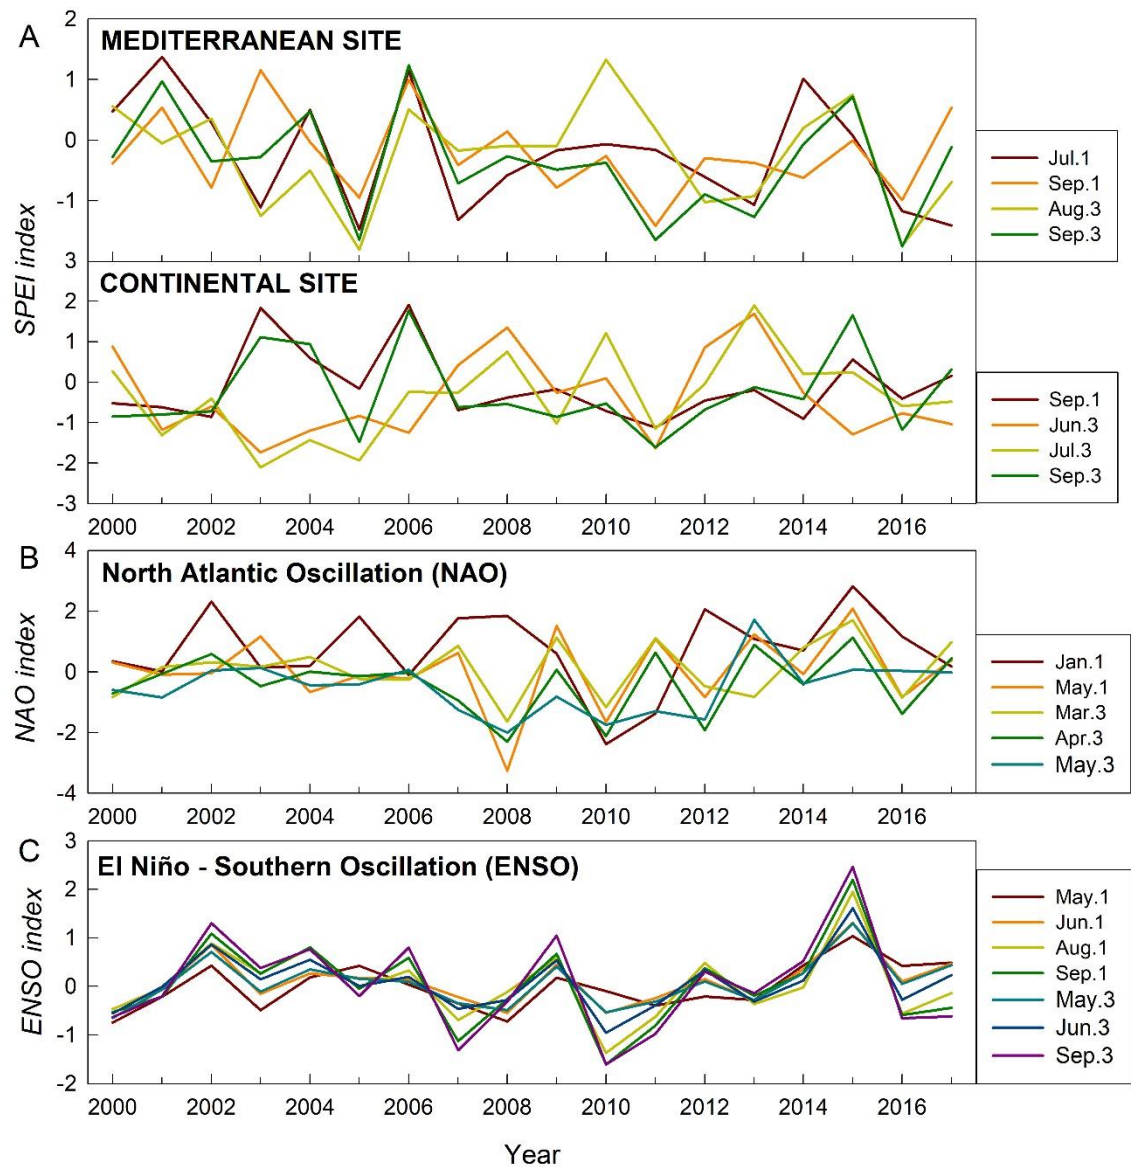 A
MEDITERRANEAN SITE
2
1
0
-1
3
Jul.1
Sep.1
Aug.3
Sep.3
SPEI index
CONTINENTAL SITE
2
1
0
-1
-2
-3
Sep.1
Jun.3
Jul.3
Sep.3
2000 2002 2004 2006 2008 2010 2012 2014 2016
B
North Atlantic Oscillation (NAO)
NAO index
4
2
0
-2
-4
Jan.1
May.1
Mar.3
Apr.3
May.3
2000 2002 2004 2006 2008 2010 2012 2014 2016
C
El Niño - Southern Oscillation (ENSO)
ENSO index
3
2
1
0
-1
-2
May.1
Jun.1
Aug.1
Sep.1
May.3
Jun.3
Sep.3
2000 2002 2004 2006 2008 2010 2012 2014 2016
Year